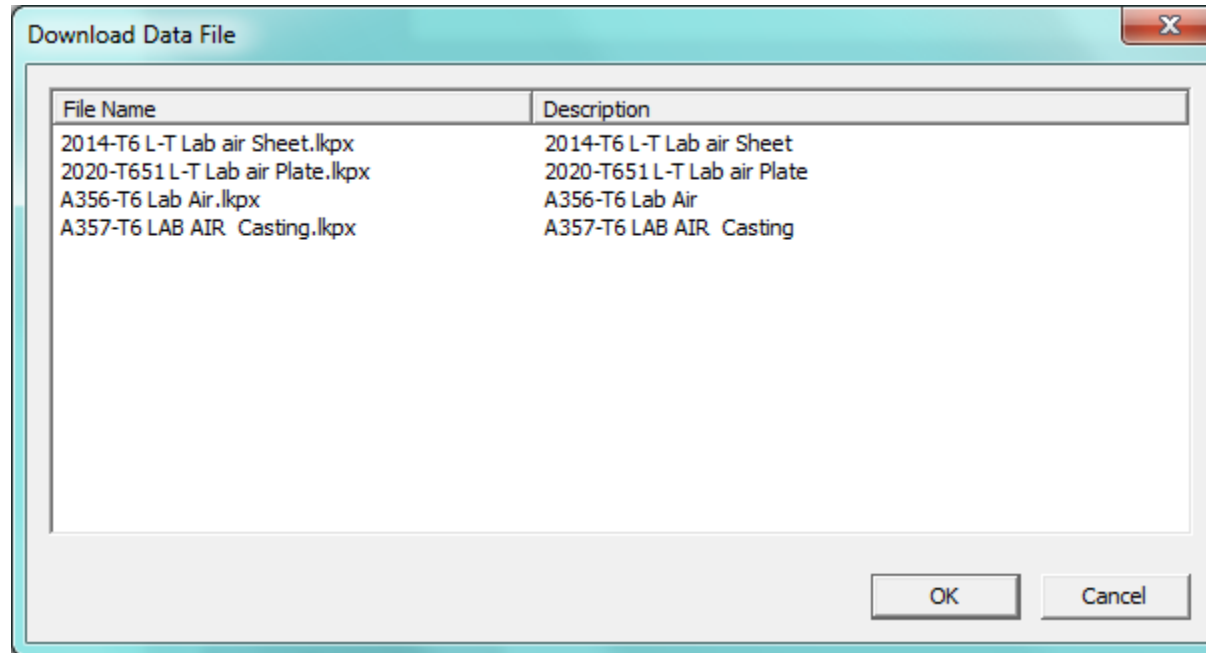 Download Data File
File Name Description
2014-T6 L-T Lab air Sheet.lkpx 2014-T6 L-T Lab air Sheet
2020-T651 L-T Lab air Plate.lkpx 2020-T651 L-T Lab air Plate
A356-T6 Lab Air.lkpx A356-T6 Lab Air
A357-T6 LAB AIR  Casting.lkpx A357-T6 LAB AIR  Casting
OK Cancel